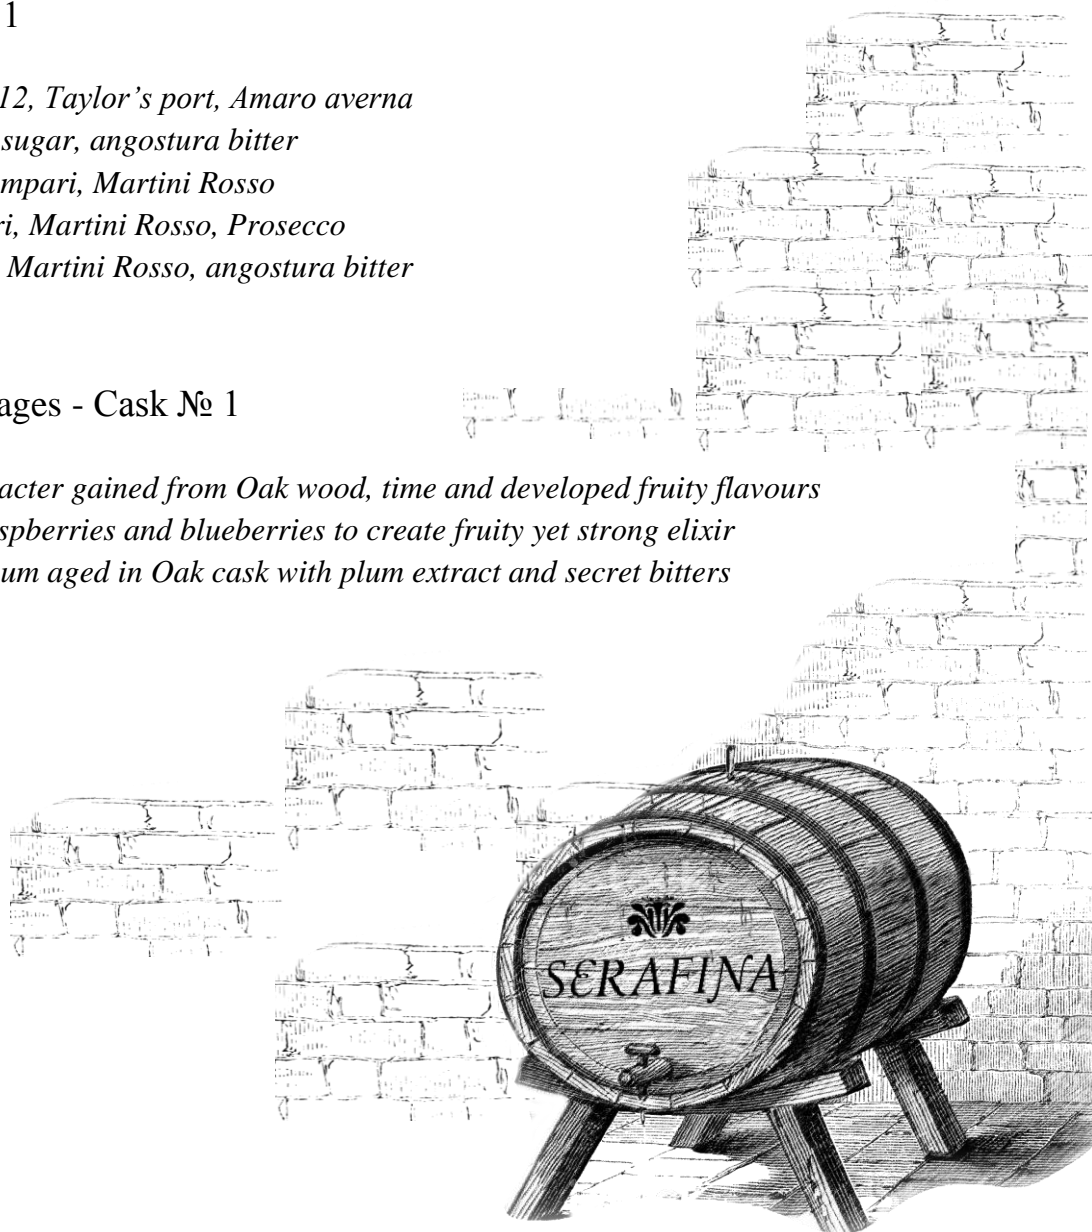 1
12, Taylor’s port, Amaro averna
sugar, angostura bitter
mpari, Martini Rosso
ri, Martini Rosso, Prosecco
Martini Rosso, angostura bitter
ages - Cask № 1
acter gained from Oak wood, time and developed fruity flavours
spberries and blueberries to create fruity yet strong elixir
um aged in Oak cask with plum extract and secret bitters
SERAFINA